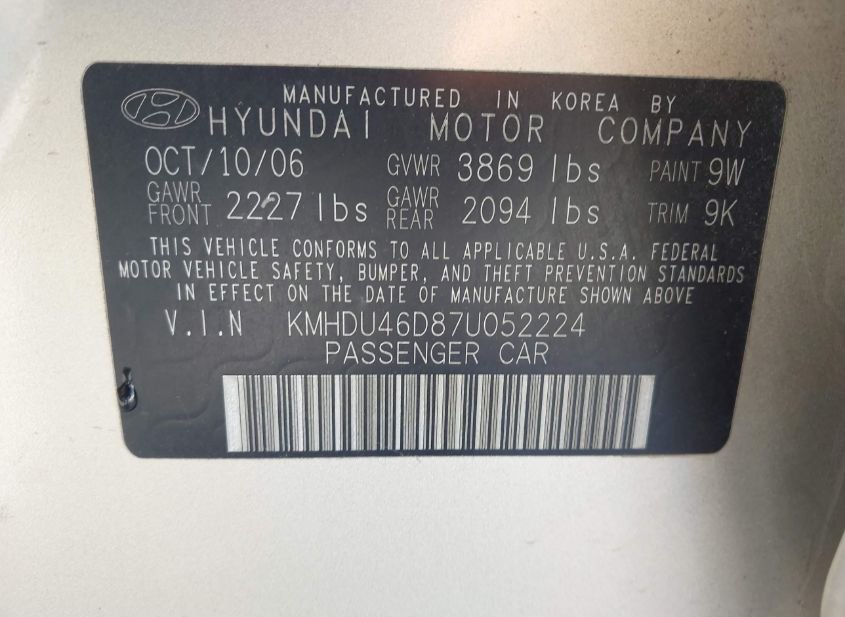 MANUFACTURED IN KOREA BY
HYUNDAI MOTOR COMPANY
OCT/10/06 GVWR 3869 lbs PAINT 9W
GAWR FRONT 2227 lbs GAWR REAR 2094 lbs TRIM 9K
THIS VEHICLE CONFORMS TO ALL APPLICABLE U.S.A. FEDERAL
MOTOR VEHICLE SAFETY, BUMPER, AND THEFT PREVENTION STANDARDS
IN EFFECT ON THE DATE OF MANUFACTURE SHOWN ABOVE
V.I.N KMHDU46D87U052224
PASSENGER CAR